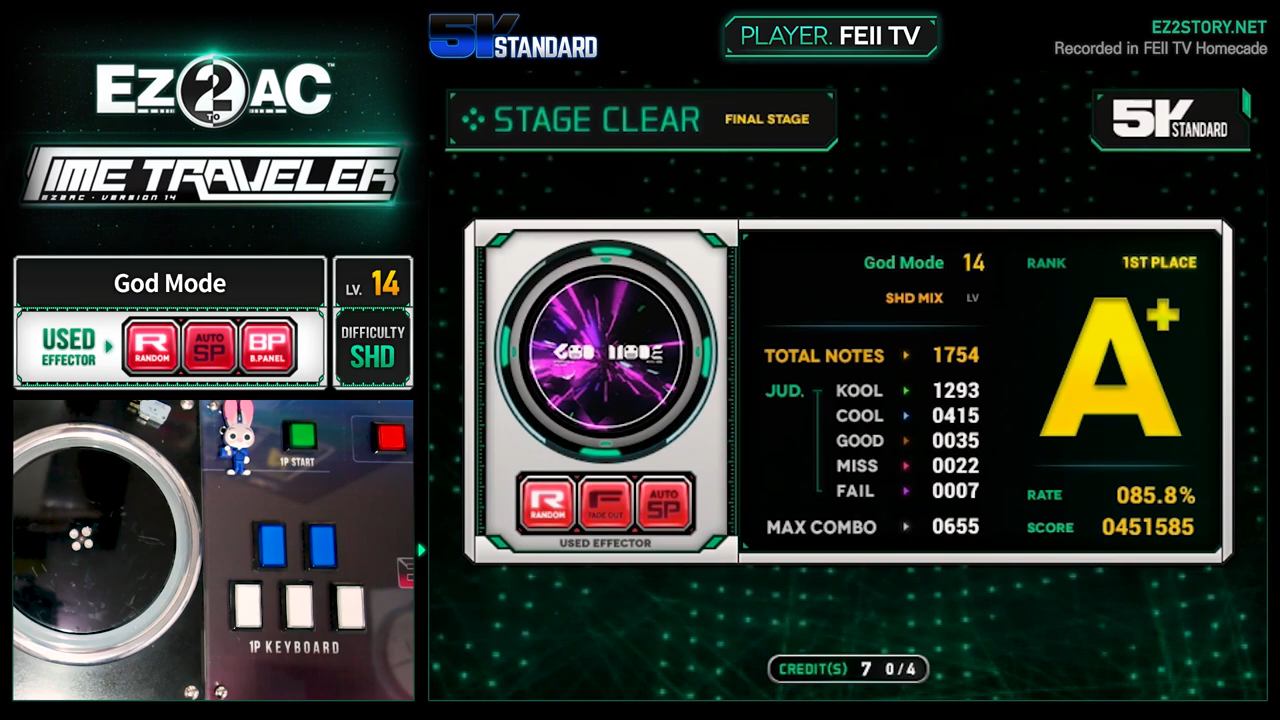 EZ2AC™
TO
TIME TRAVELER
EZ2AC · VERSION 14
God Mode
LV. 14
USED
EFFECTOR
R
RANDOM
AUTO
SP
BP
B.PANEL
DIFFICULTY
SHD
1P START
1P KEYBOARD
5K STANDARD
PLAYER. FEII TV
EZ2STORY.NET
Recorded in FEII TV Homecade
STAGE CLEAR FINAL STAGE
5K STANDARD
GOD MODE
R
RANDOM
F
FADE OUT
AUTO
SP
USED EFFECTOR
God Mode 14
SHD MIX LV
TOTAL NOTES 1754
JUD. KOOL 1293
COOL 0415
GOOD 0035
MISS 0022
FAIL 0007
MAX COMBO 0655
RANK 1ST PLACE
A+
RATE 085.8%
SCORE 0451585
CREDIT(S) 7 0/4